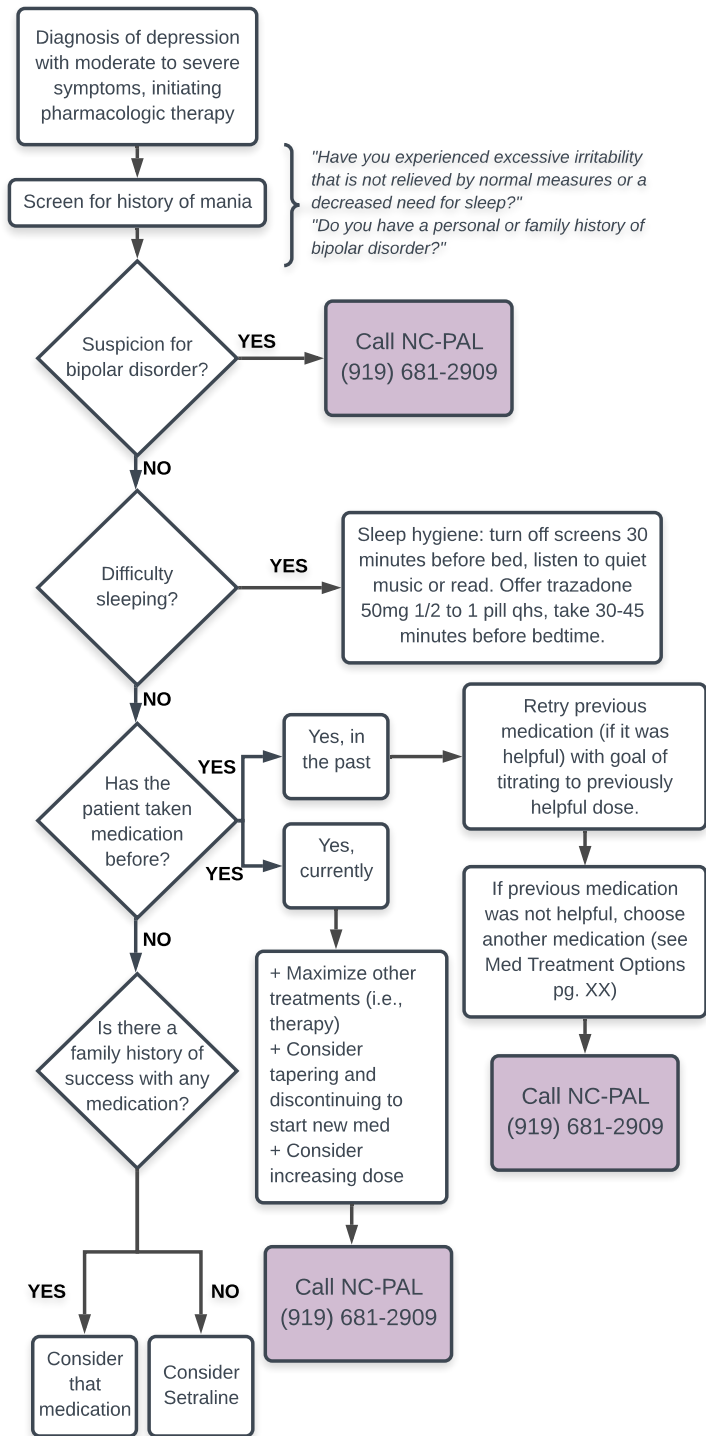 Diagnosis of depression
with moderate to severe
symptoms, initiating
pharmacologic therapy
Screen for history of mania
"Have you experienced excessive irritability
that is not relieved by normal measures or a
decreased need for sleep?"
"Do you have a personal or family history of
bipolar disorder?"
Suspicion for
bipolar disorder?
YES
Call NC-PAL
(919) 681-2909
NO
Difficulty
sleeping?
YES
Sleep hygiene: turn off screens 30
minutes before bed, listen to quiet
music or read. Offer trazadone
50mg 1/2 to 1 pill qhs, take 30-45
minutes before bedtime.
NO
Has the
patient taken
medication
before?
YES
Yes, in
the past
Retry previous
medication (if it was
helpful) with goal of
titrating to previously
helpful dose.
If previous medication
was not helpful, choose
another medication (see
Med Treatment Options
pg. XX)
Call NC-PAL
(919) 681-2909
YES
Yes,
currently
+ Maximize other
treatments (i.e.,
therapy)
+ Consider
tapering and
discontinuing to
start new med
+ Consider
increasing dose
Call NC-PAL
(919) 681-2909
NO
Is there a
family history of
success with any
medication?
YES
Consider
that
medication
NO
Consider
Setraline